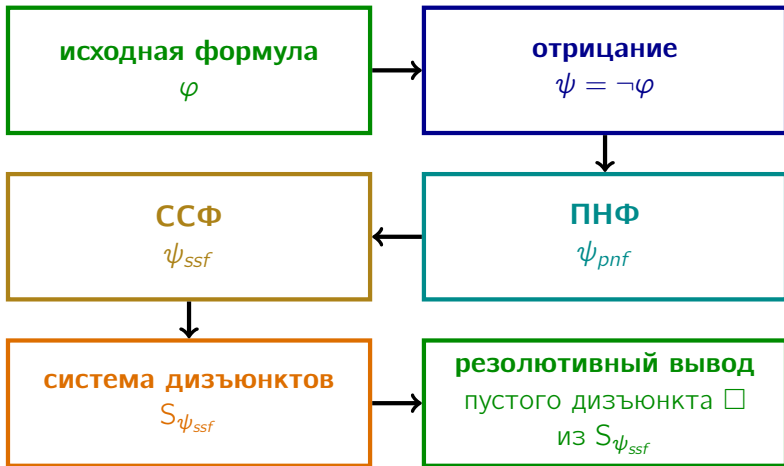 исходная формула
φ
отрицание
ψ = ¬φ
ПНФ
ψ_pnf
ССФ
ψ_ssf
система дизъюнктов
S_ψ_ssf
резолютивный вывод
пустого дизъюнкта □
из S_ψ_ssf